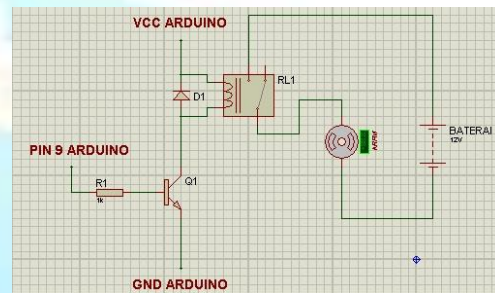 VCC ARDUINO
RL1
D1
PIN 9 ARDUINO
BATERAI
12V
R1
1k
Q1
GND ARDUINO